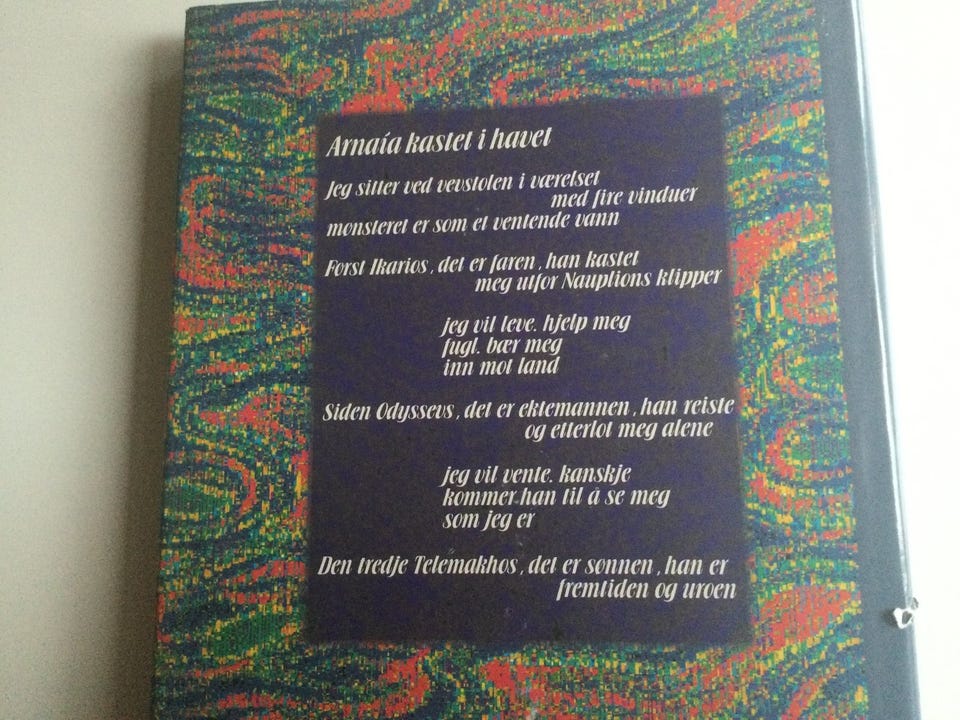 Arnaía kastet i havet
Jeg sitter ved vevstolen i værelset
med fire vinduer
mønsteret er som et ventende vann
Først Ikarios, det er faren, han kastet
meg utfor Nauplions klipper
jeg vil leve. hjelp meg
fugl. bær meg
inn mot land
Siden Odyssevs, det er ektemannen, han reiste
og etterlot meg alene
jeg vil vente. kanskje
kommer han til å se meg
som jeg er
Den tredje Telemakhos, det er sønnen, han er
fremtiden og uroen